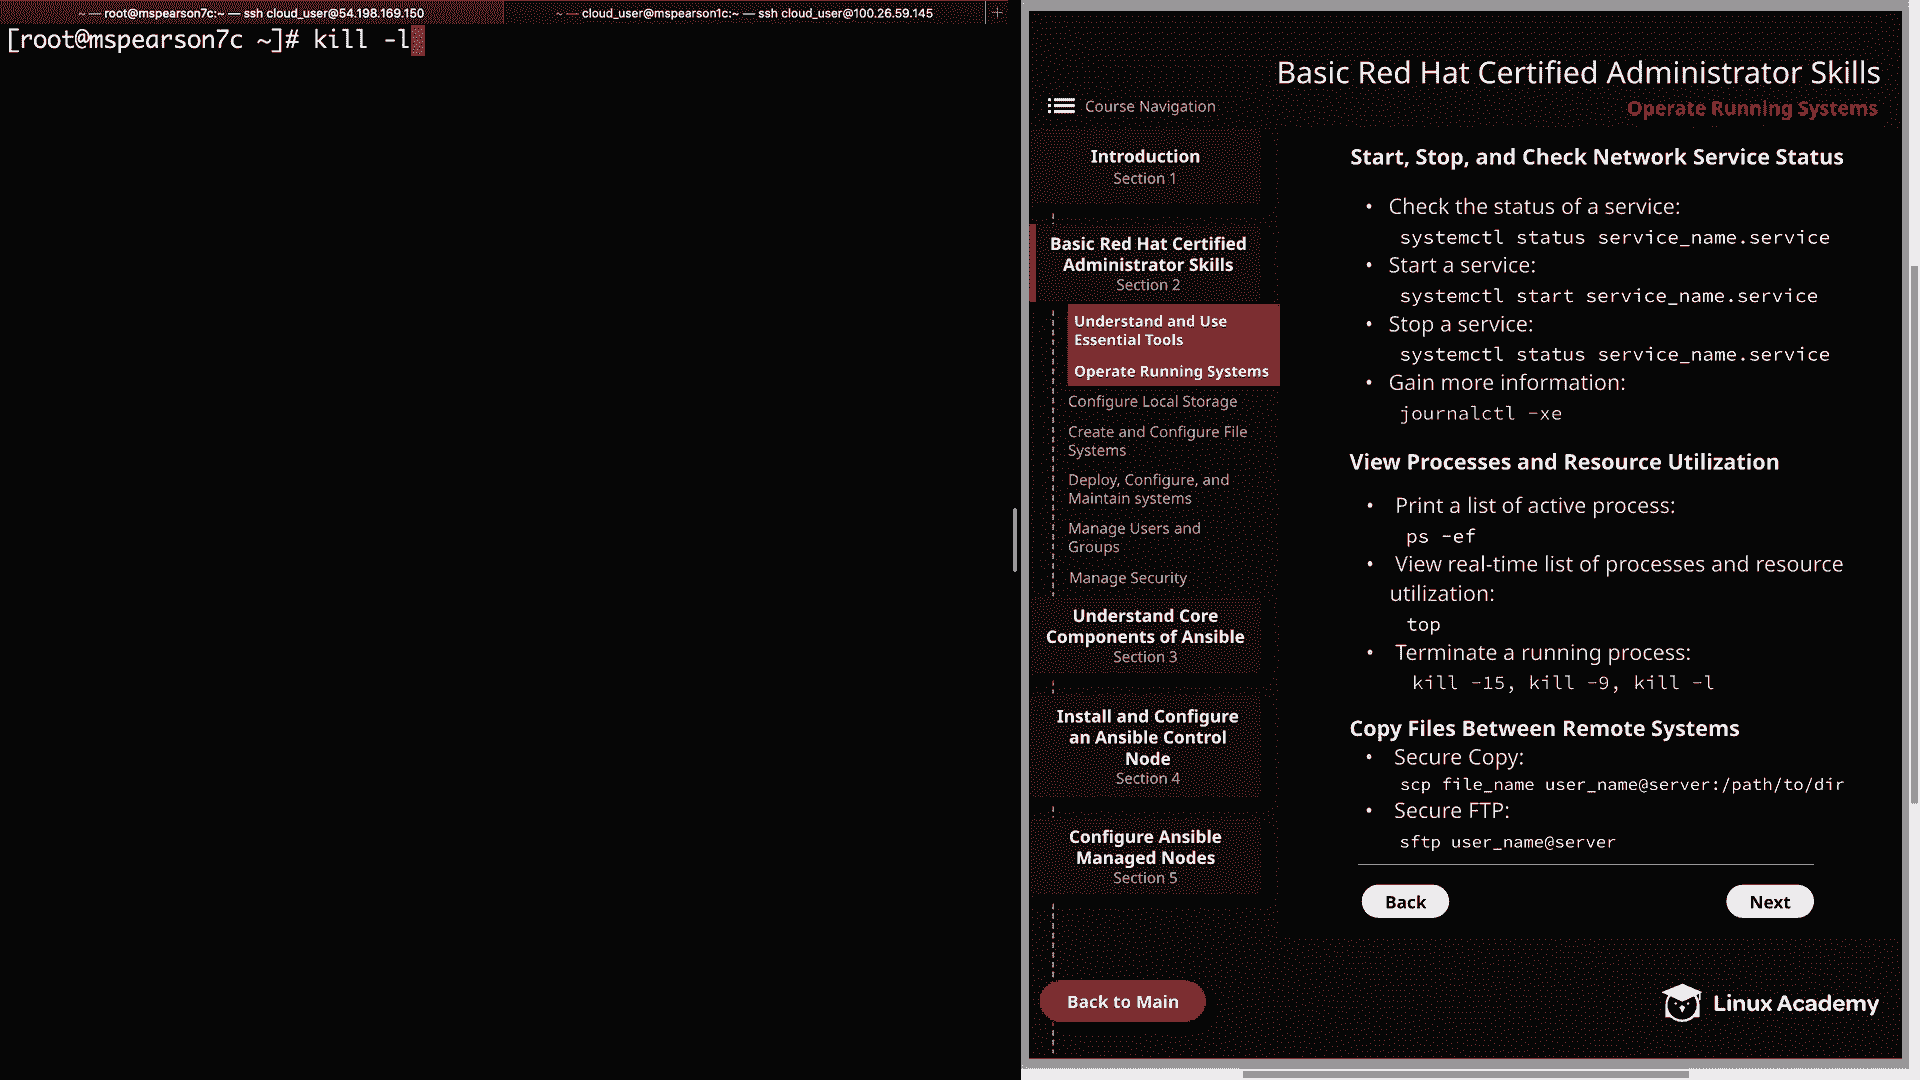 ~ — root@mspearson7c:~ — ssh cloud_user@54.198.169.150
~ — cloud_user@mspearson1c:~ — ssh cloud_user@100.26.59.145
+
[root@mspearson7c ~]# kill -l
Basic Red Hat Certified Administrator Skills
Operate Running Systems
Course Navigation
Introduction
Section 1
Basic Red Hat Certified
Administrator Skills
Section 2
Understand and Use
Essential Tools
Operate Running Systems
Configure Local Storage
Create and Configure File
Systems
Deploy, Configure, and
Maintain systems
Manage Users and
Groups
Manage Security
Understand Core
Components of Ansible
Section 3
Install and Configure
an Ansible Control
Node
Section 4
Configure Ansible
Managed Nodes
Section 5
Back to Main
Start, Stop, and Check Network Service Status
• Check the status of a service:
systemctl status service_name.service
• Start a service:
systemctl start service_name.service
• Stop a service:
systemctl status service_name.service
• Gain more information:
journalctl -xe
View Processes and Resource Utilization
• Print a list of active process:
ps -ef
• View real-time list of processes and resource
utilization:
top
• Terminate a running process:
kill -15, kill -9, kill -l
Copy Files Between Remote Systems
• Secure Copy:
scp file_name user_name@server:/path/to/dir
• Secure FTP:
sftp user_name@server
Back
Next
Linux Academy